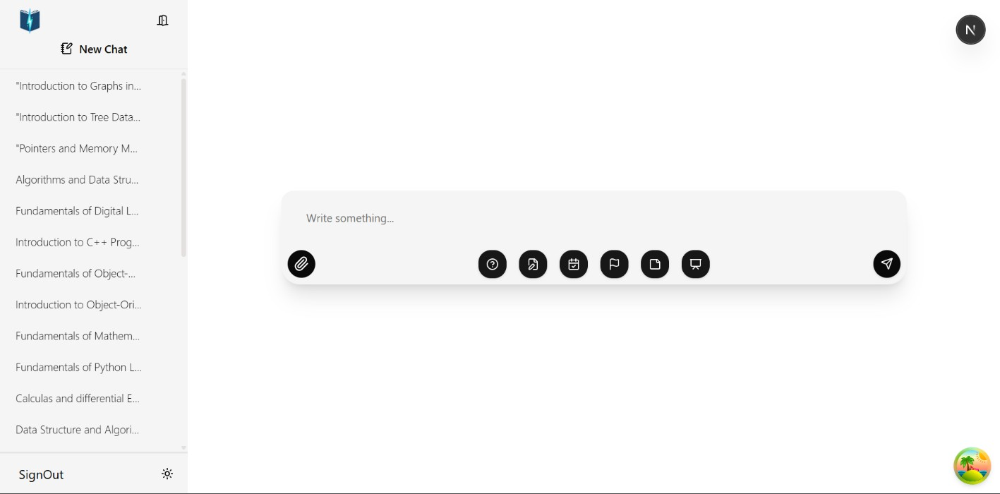 New Chat
"Introduction to Graphs in...
"Introduction to Tree Data...
"Pointers and Memory M...
Algorithms and Data Stru...
Fundamentals of Digital L...
Introduction to C++ Prog...
Fundamentals of Object-...
Introduction to Object-Ori...
Fundamentals of Mathem...
Fundamentals of Python L...
Calculas and differential E...
Data Structure and Algori...
SignOut
Write something...
N